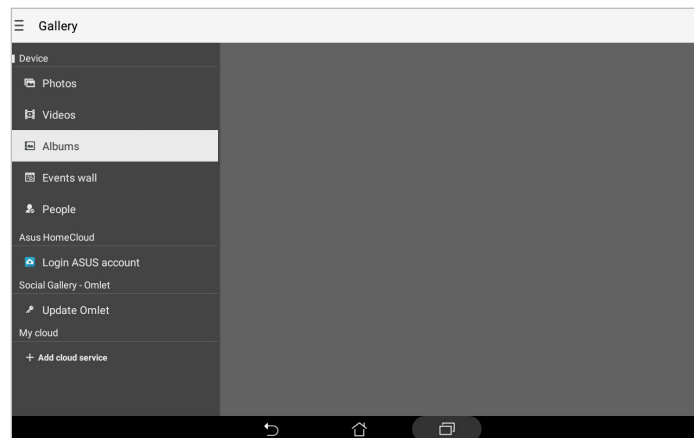 Gallery
Device
Photos
Videos
Albums
Events wall
People
Asus HomeCloud
Login ASUS account
Social Gallery - Omlet
Update Omlet
My cloud
Add cloud service